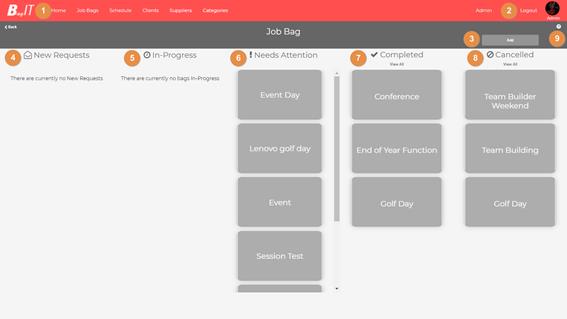 BagIT 1 Home Job Bags Schedule Clients Suppliers Categories Admin 2 Logout
Admin
Back
Job Bag
3 Add 9
4 New Requests 5 In-Progress 6 Needs Attention 7 Completed 8 Cancelled
View All View All
There are currently no New Requests There are currently no bags In-Progress
Event Day Conference Team Builder
Weekend
Lenovo golf day End of Year Function Team Building
Event Golf Day Golf Day
Session Test